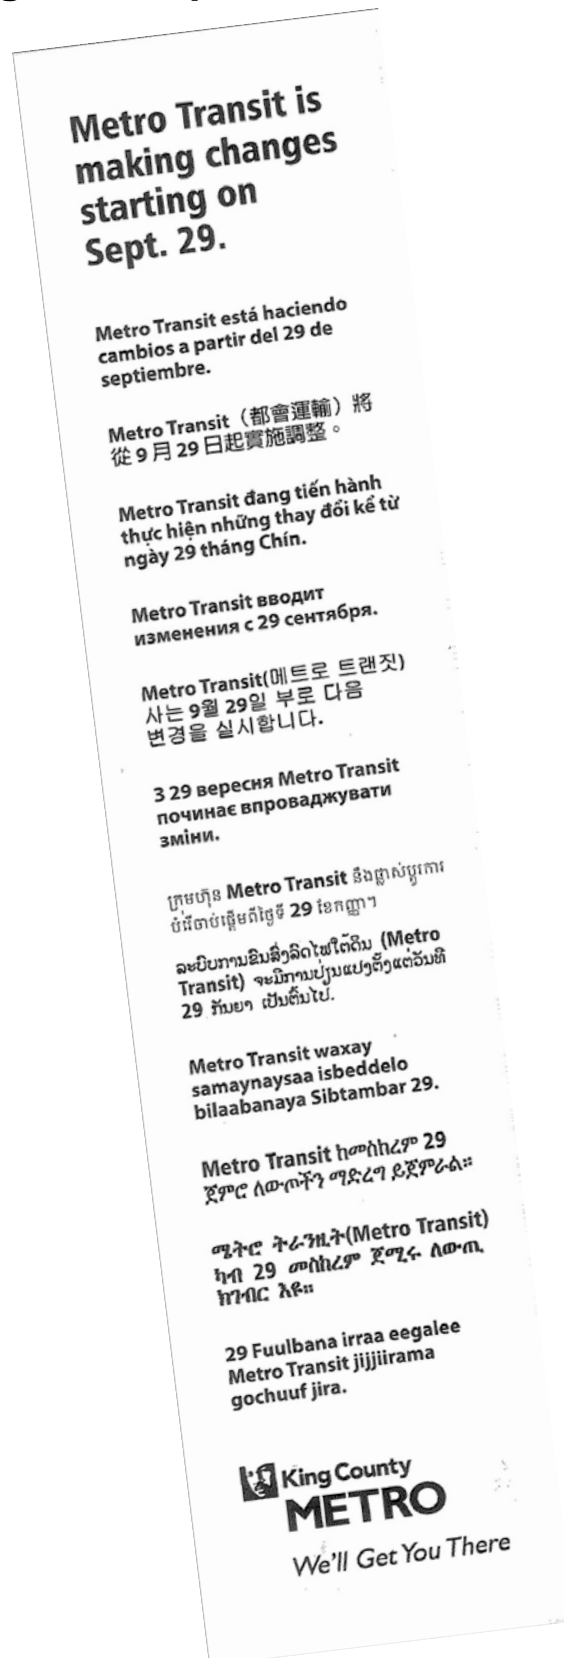 Metro Transit is
making changes
starting on
Sept. 29.
Metro Transit está haciendo
cambios a partir del 29 de
septiembre.
Metro Transit（都會運輸）將
從 9 月 29 日起實施調整。
Metro Transit đang tiến hành
thực hiện những thay đổi kể từ
ngày 29 tháng Chín.
Metro Transit вводит
изменения с 29 сентября.
Metro Transit(메트로 트랜짓)
사는 9월 29일 부로 다음
변경을 실시합니다.
З 29 вересня Metro Transit
починає впроваджувати
зміни.
ក្រុមហ៊ុន Metro Transit នឹងផ្លាស់ប្តូរការ
បំរើចាប់ផ្តើមពីថ្ងៃទី 29 ខែកញ្ញា។
ລະບົບການຂົນສົ່ງລົດໄຟໃຕ້ດິນ (Metro
Transit) ຈະມີການປ່ຽນແປງຕັ້ງແຕ່ວັນທີ
29 ກັນຍາ ເປັນຕົ້ນໄປ.
Metro Transit waxay
samaynaysaa isbeddelo
bilaabanaya Sibtambar 29.
Metro Transit ከመስከረም 29
ጀምሮ ለውጦችን ማድረግ ይጀምራል።
ሜትሮ ትራንዚት(Metro Transit)
ካብ 29 መስከረም ጀሚሩ ለውጢ
ክገብር እዩ።
29 Fuulbana irraa eegalee
Metro Transit jijjiirama
gochuuf jira.
King County
METRO
We'll Get You There